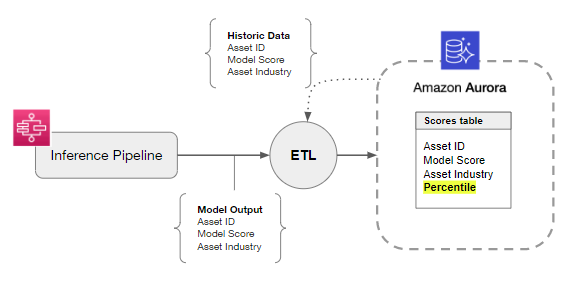 Historic Data
Asset ID
Model Score
Asset Industry
Amazon Aurora
Scores table
Asset ID
Model Score
Asset Industry
Percentile
Inference Pipeline
ETL
Model Output
Asset ID
Model Score
Asset Industry